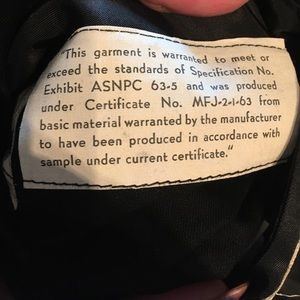 "This garment is warranted to meet or
exceed the standards of Specification No.
Exhibit ASNPC 63-5 and was produced
under Certificate No. MFJ-2-1-63 from
basic material warranted by the manufacturer
to have been produced in accordance with
sample under current certificate."